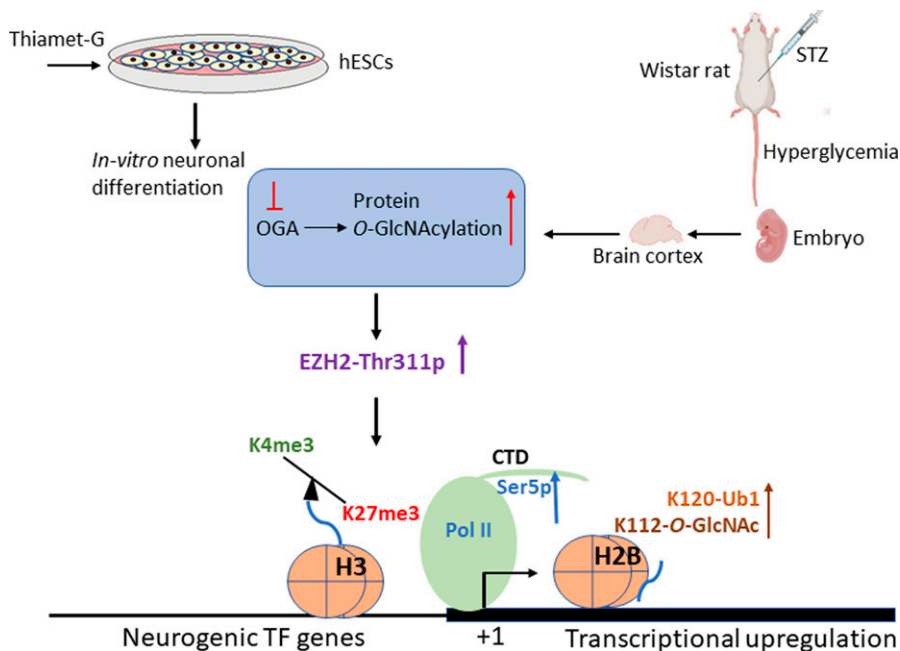 Thiamet-G
hESCs
In-vitro neuronal
differentiation
Wistar rat
STZ
Hyperglycemia
Embryo
Brain cortex
OGA
Protein
O-GlcNAcylation
EZH2-Thr311p
K4me3
K27me3
H3
CTD
Ser5p
Pol II
K120-Ub1
K112-O-GlcNAc
H2B
Neurogenic TF genes
+1
Transcriptional upregulation